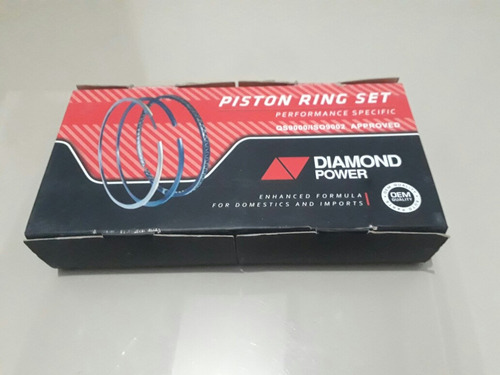 PISTON RING SET
PERFORMANCE SPECIFIC
QS9000/ISO9002 APPROVED
DIAMOND
POWER
ENHANCED FORMULA
FOR DOMESTICS AND IMPORTS
OEM
QUALITY